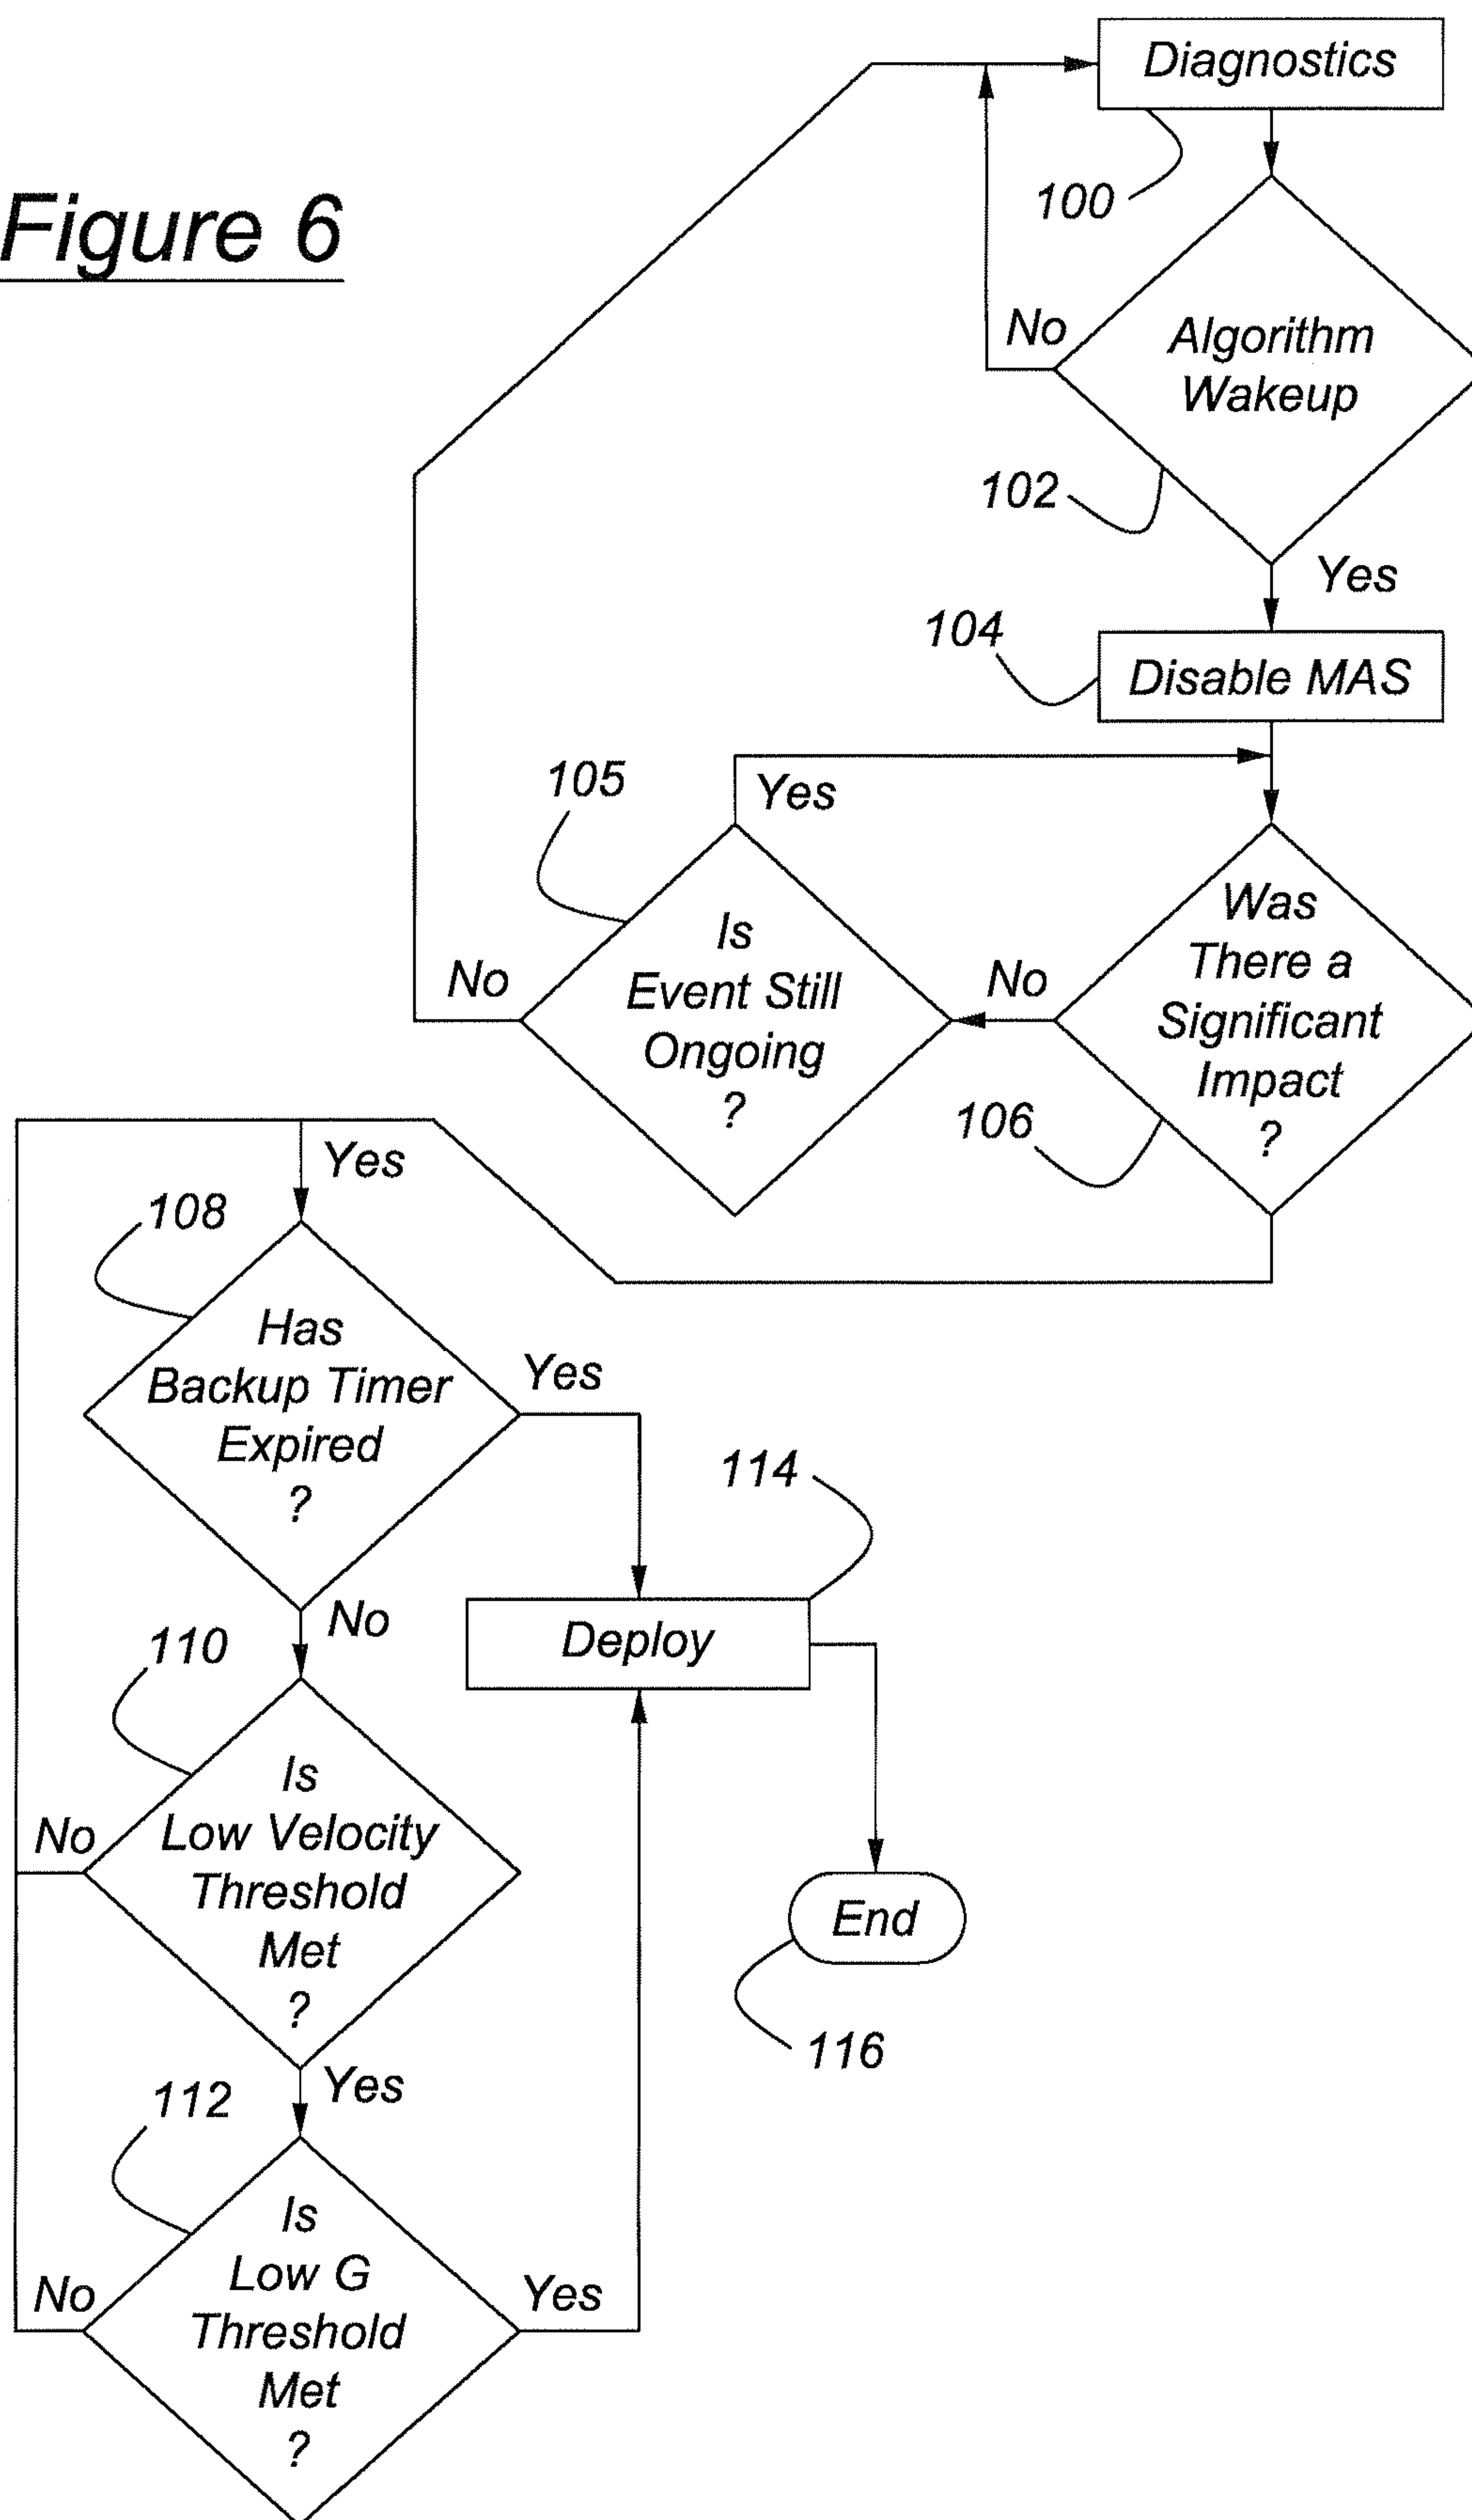 Figure 6
Diagnostics
100
No
Algorithm
Wakeup
102
Yes
104
Disable MAS
105
Yes
Is
Event Still
Ongoing
?
No
No
Was
There a
Significant
Impact
?
106
Yes
108
Has
Backup Timer
Expired
?
Yes
No
114
Deploy
110
Is
Low Velocity
Threshold
Met
?
No
Yes
End
116
112
Is
Low G
Threshold
Met
?
No
Yes